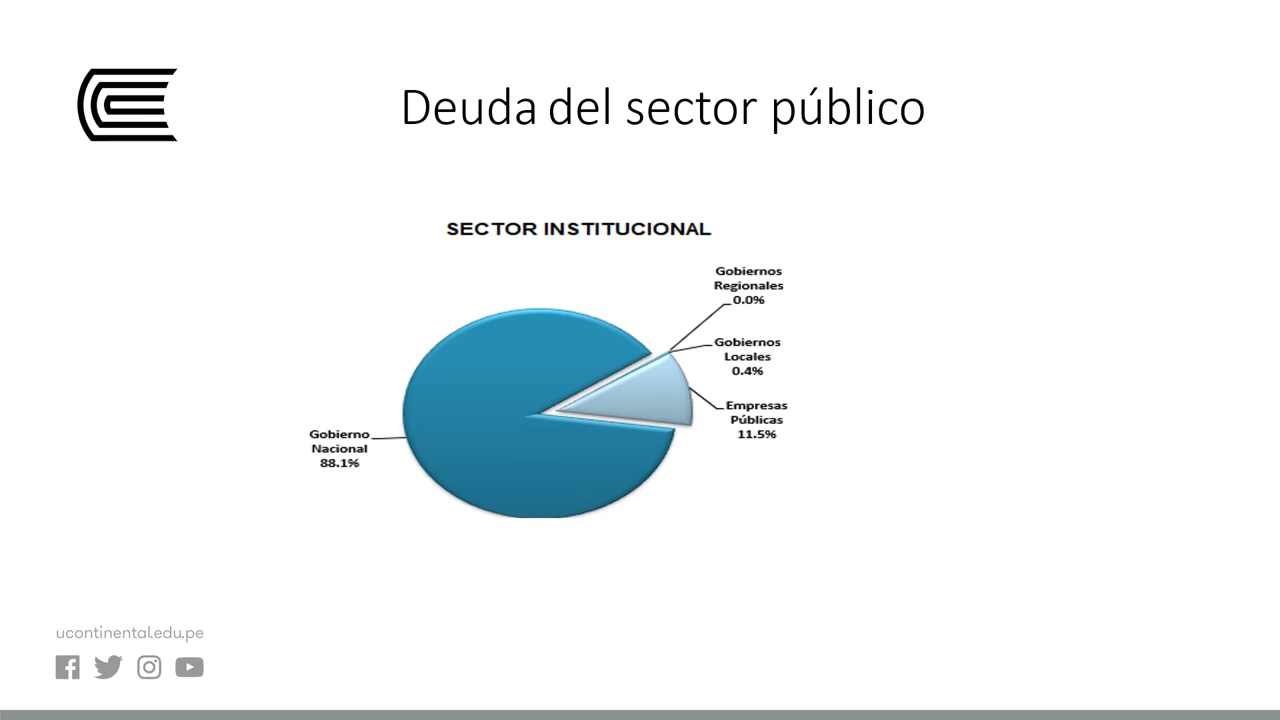 Deuda del sector público
SECTOR INSTITUCIONAL
Gobiernos
Regionales
0.0%
Gobiernos
Locales
0.4%
Empresas
Públicas
11.5%
Gobierno
Nacional
88.1%
ucontinental.edu.pe